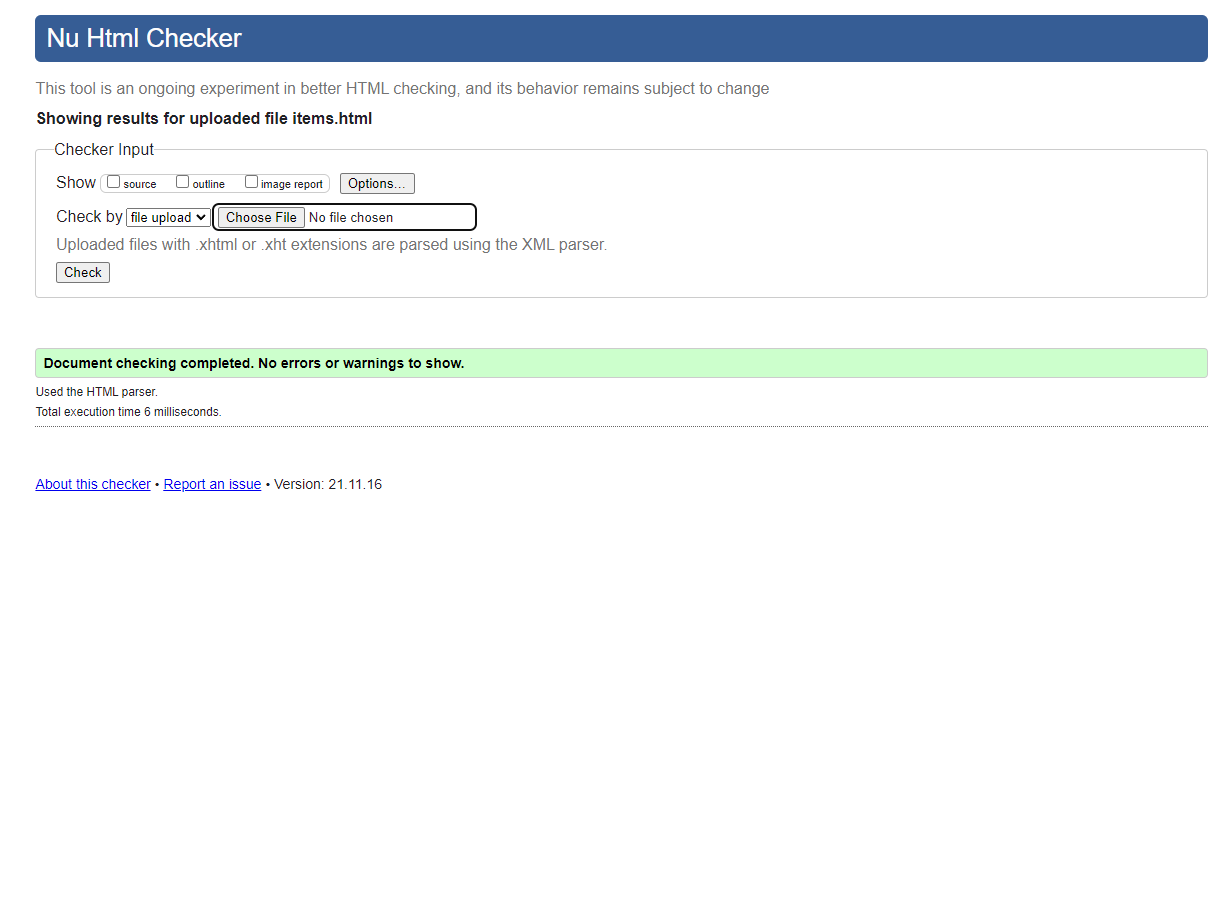 Nu Html Checker
This tool is an ongoing experiment in better HTML checking, and its behavior remains subject to change
Showing results for uploaded file items.html
Checker Input
Show source outline image report Options...
Check by file upload Choose File No file chosen
Uploaded files with .xhtml or .xht extensions are parsed using the XML parser.
Check
Document checking completed. No errors or warnings to show.
Used the HTML parser.
Total execution time 6 milliseconds.
About this checker • Report an issue • Version: 21.11.16